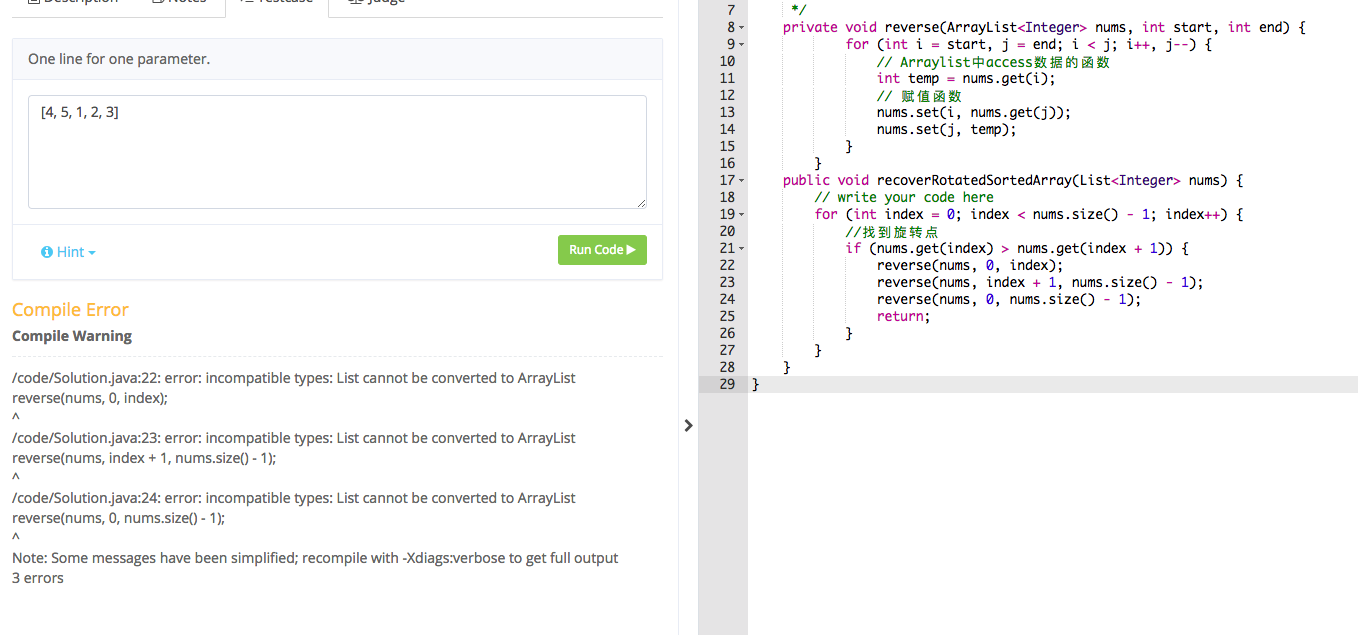 Description Notes Testcase Judge
One line for one parameter.
[4, 5, 1, 2, 3]
Hint
Run Code
Compile Error
Compile Warning
/code/Solution.java:22: error: incompatible types: List cannot be converted to ArrayList
reverse(nums, 0, index);
^
/code/Solution.java:23: error: incompatible types: List cannot be converted to ArrayList
reverse(nums, index + 1, nums.size() - 1);
^
/code/Solution.java:24: error: incompatible types: List cannot be converted to ArrayList
reverse(nums, 0, nums.size() - 1);
^
Note: Some messages have been simplified; recompile with -Xdiags:verbose to get full output
3 errors
7 */
8 private void reverse(ArrayList<Integer> nums, int start, int end) {
9 for (int i = start, j = end; i < j; i++, j--) {
10 // Arraylist中access数据的函数
11 int temp = nums.get(i);
12 // 赋值函数
13 nums.set(i, nums.get(j));
14 nums.set(j, temp);
15 }
16 }
17 public void recoverRotatedSortedArray(List<Integer> nums) {
18 // write your code here
19 for (int index = 0; index < nums.size() - 1; index++) {
20 //找到旋转点
21 if (nums.get(index) > nums.get(index + 1)) {
22 reverse(nums, 0, index);
23 reverse(nums, index + 1, nums.size() - 1);
24 reverse(nums, 0, nums.size() - 1);
25 return;
26 }
27 }
28 }
29 }